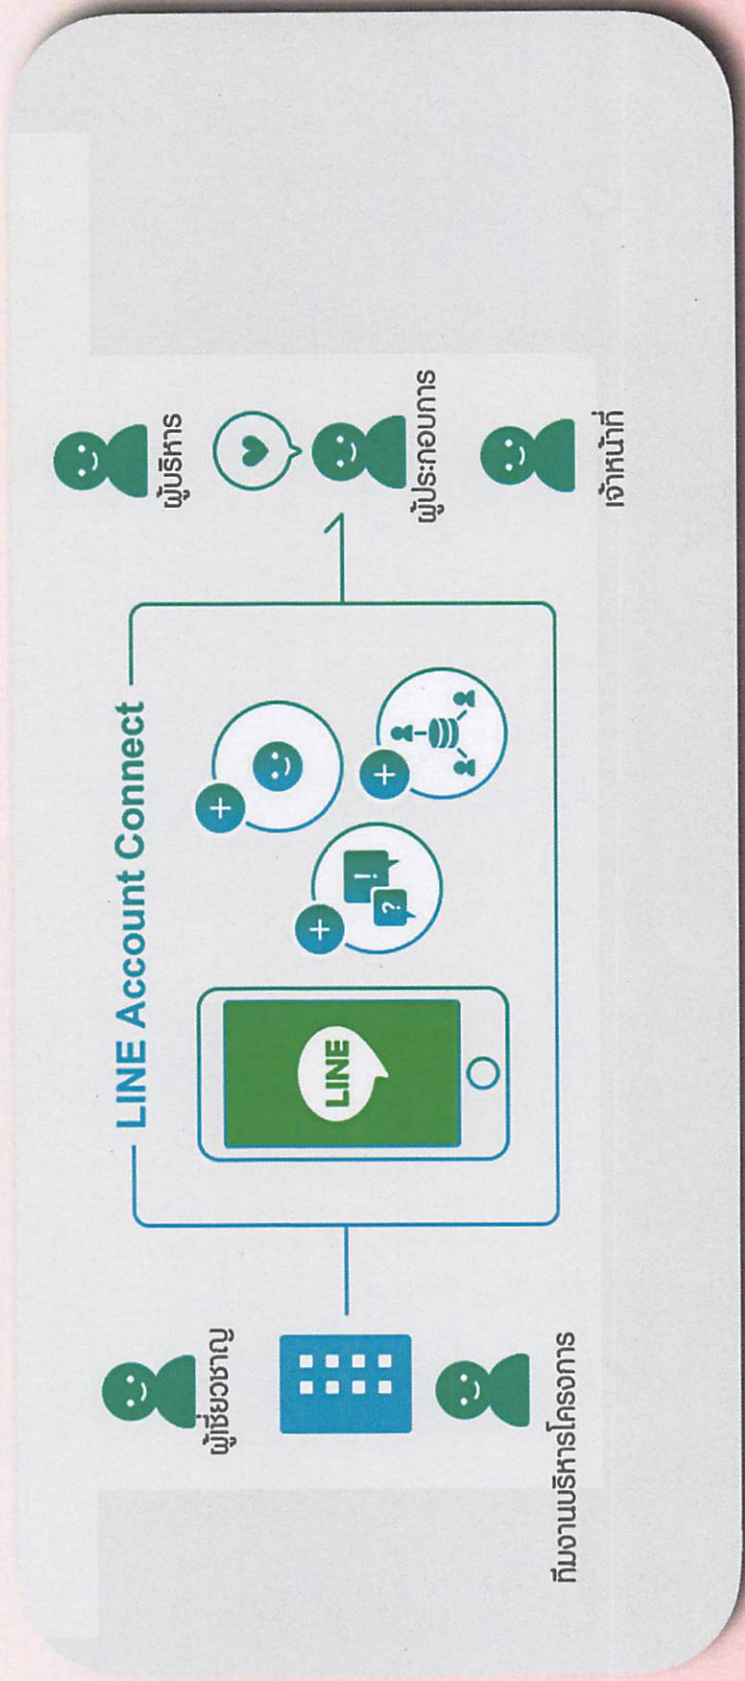 LINE Account Connect
ผู้เชี่ยวชาญ
ทีมงานบริหารโครงการ
LINE
?
!
ผู้บริหาร
ผู้ประกอบการ
เจ้าหน้าที่